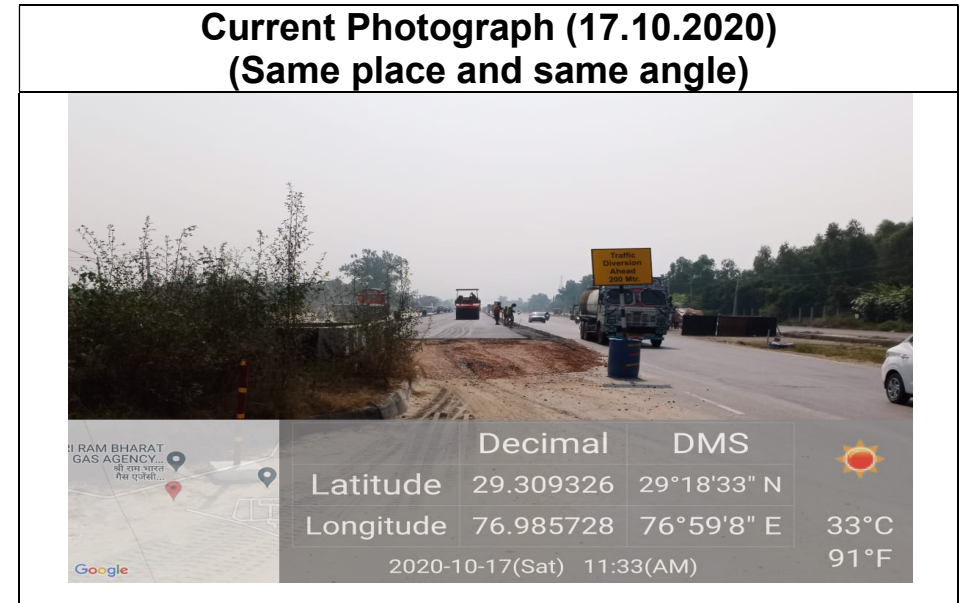 Current Photograph (17.10.2020)
(Same place and same angle)
Traffic
Diversion
Ahead
200 Mtr.
RI RAM BHARAT
GAS AGENCY...
श्री राम भारत
गैस एजेंसी...
Google
Decimal DMS
Latitude 29.309326 29°18'33" N
Longitude 76.985728 76°59'8" E
2020-10-17(Sat) 11:33(AM)
33°C
91°F